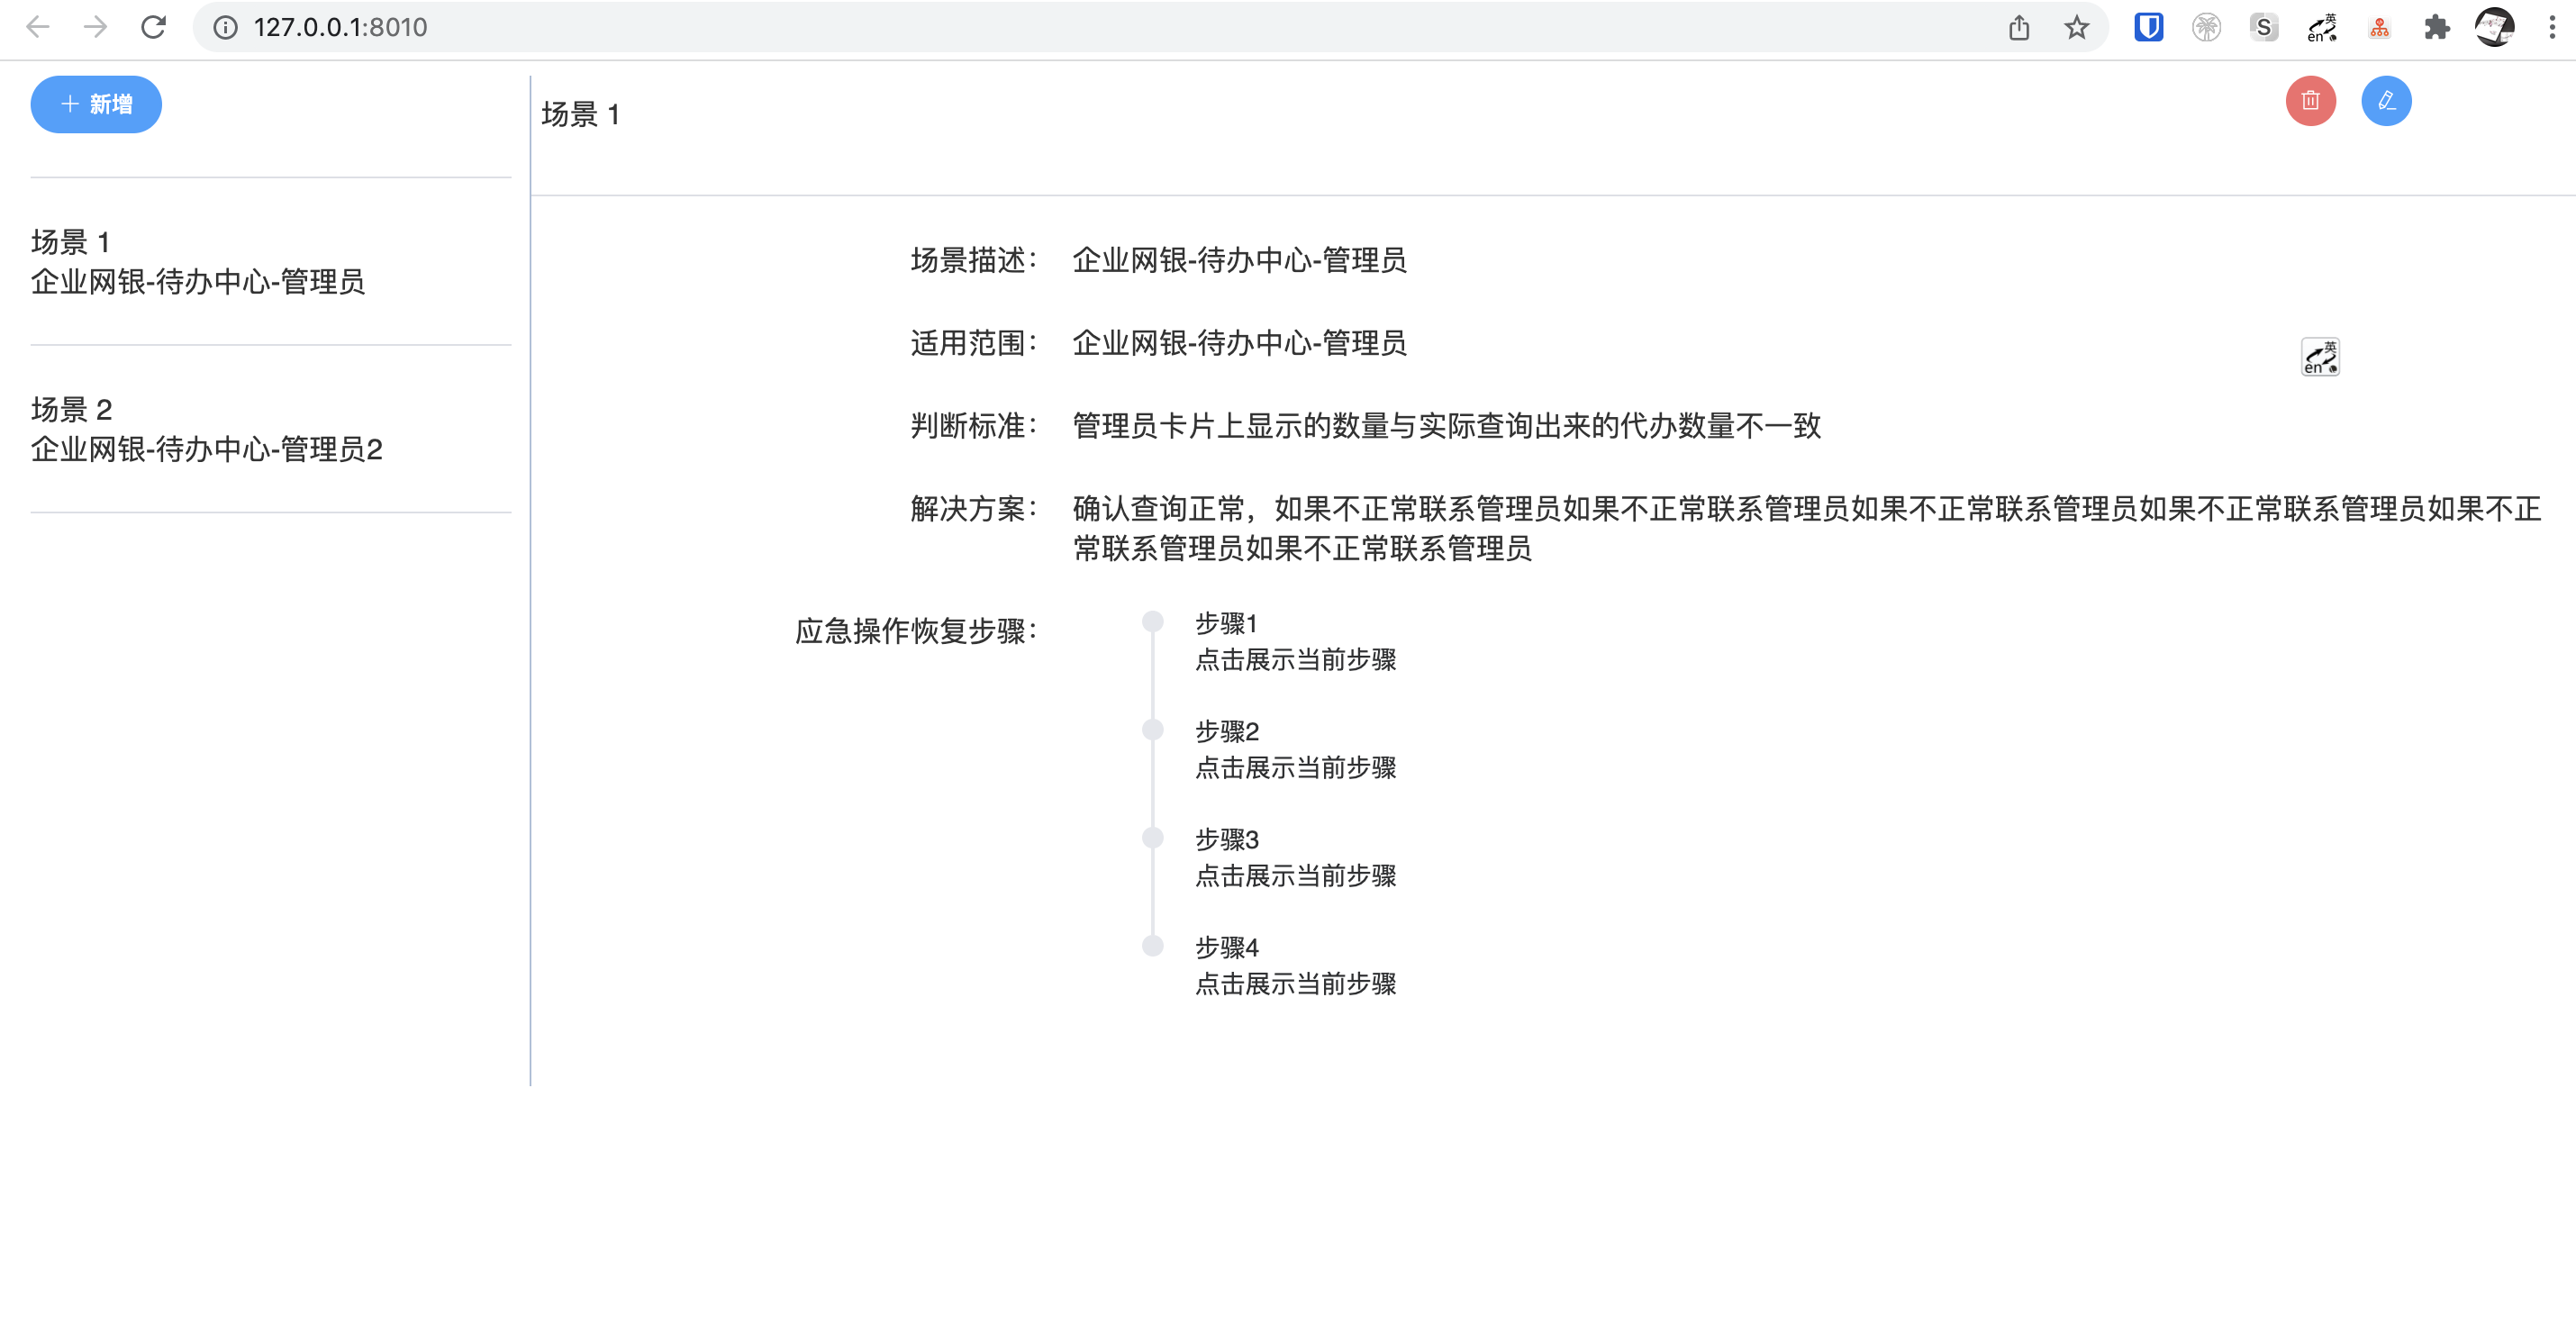 127.0.0.1:8010
S
英
en
新增
场景 1
企业网银-待办中心-管理员
场景 2
企业网银-待办中心-管理员2
场景 1
场景描述： 企业网银-待办中心-管理员
适用范围： 企业网银-待办中心-管理员
英
en
判断标准： 管理员卡片上显示的数量与实际查询出来的代办数量不一致
解决方案： 确认查询正常，如果不正常联系管理员如果不正常联系管理员如果不正常联系管理员如果不正常联系管理员如果不正
常联系管理员如果不正常联系管理员
应急操作恢复步骤： 步骤1
点击展示当前步骤
步骤2
点击展示当前步骤
步骤3
点击展示当前步骤
步骤4
点击展示当前步骤